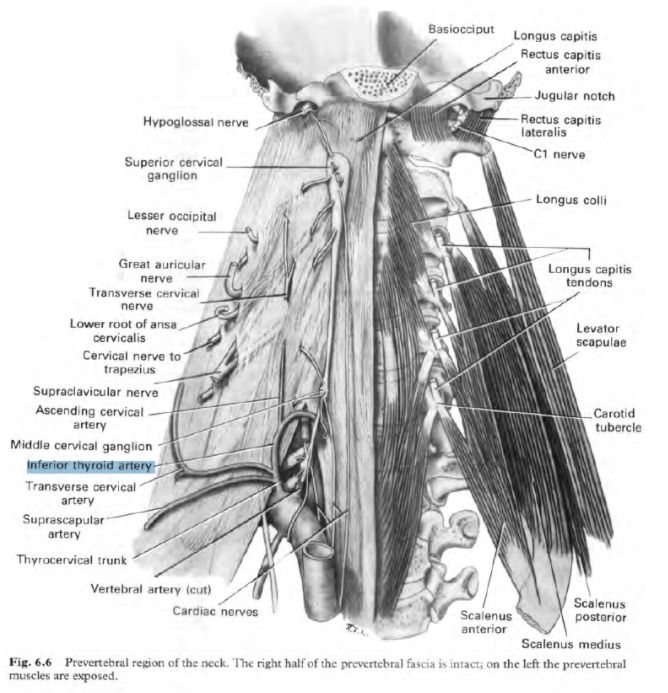 Basiocciput
Longus capitis
Rectus capitis
anterior
Jugular notch
Hypoglossal nerve
Rectus capitis
lateralis
C1 nerve
Superior cervical
ganglion
Longus colli
Lesser occipital
nerve
Great auricular
nerve
Longus capitis
tendons
Transverse cervical
nerve
Lower root of ansa
cervicalis
Levator
scapulae
Cervical nerve to
trapezius
Supraclavicular nerve
Ascending cervical
artery
Carotid
tubercle
Middle cervical ganglion
Inferior thyroid artery
Transverse cervical
artery
Suprascapular
artery
Thyrocervical trunk
Vertebral artery (cut)
Cardiac nerves
Scalenus
anterior
Scalenus
posterior
Scalenus medius
Fig. 6.6 Prevertebral region of the neck. The right half of the prevertebral fascia is intact; on the left the prevertebral
muscles are exposed.